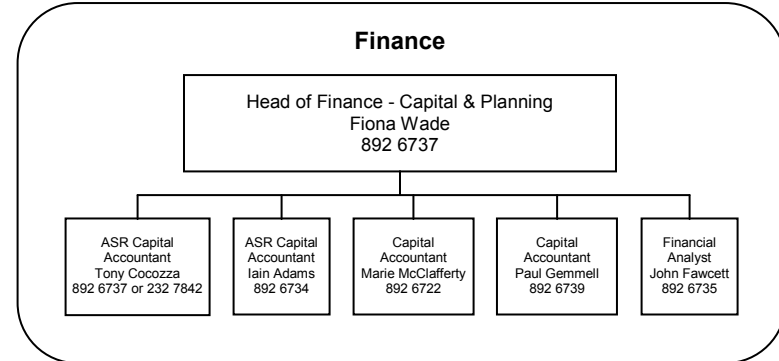 Finance
Head of Finance - Capital & Planning
Fiona Wade
892 6737
ASR Capital
Accountant
Tony Cocozza
892 6737 or 232 7842
ASR Capital
Accountant
Iain Adams
892 6734
Capital
Accountant
Marie McClafferty
892 6722
Capital
Accountant
Paul Gemmell
892 6739
Financial
Analyst
John Fawcett
892 6735